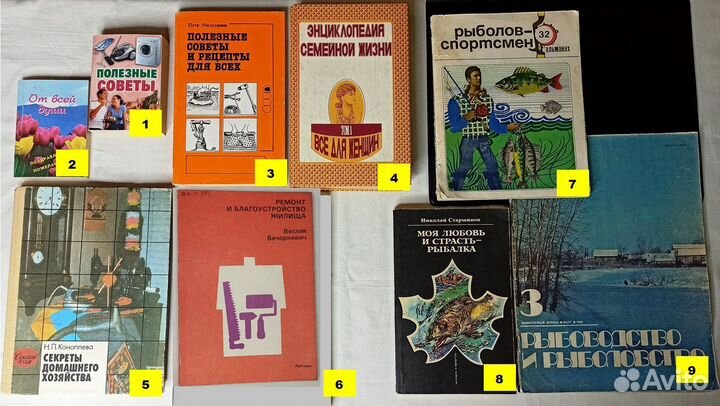 ПОЛЕЗНЫЕ
СОВЕТЫ
1
От всей
души
2
Петр Миладинов
ПОЛЕЗНЫЕ
СОВЕТЫ
И РЕЦЕПТЫ
ДЛЯ ВСЕХ
3
ЭНЦИКЛОПЕДИЯ
СЕМЕЙНОЙ ЖИЗНИ
ТОМ 1
ВСЕ ДЛЯ ЖЕНЩИН
4
рыболов-
спортсмен
32
альманах
7
Н.П. Коноплева
СЕКРЕТЫ
ДОМАШНЕГО
ХОЗЯЙСТВА
5
РЕМОНТ
И БЛАГОУСТРОЙСТВО
ЖИЛИЩА
Веслав
Вечоркевич
Аркады
6
Николай Старшинов
МОЯ ЛЮБОВЬ
И СТРАСТЬ—
РЫБАЛКА
8
3
РЫБОВОДСТВО
И РЫБОЛОВСТВО
9
Avito